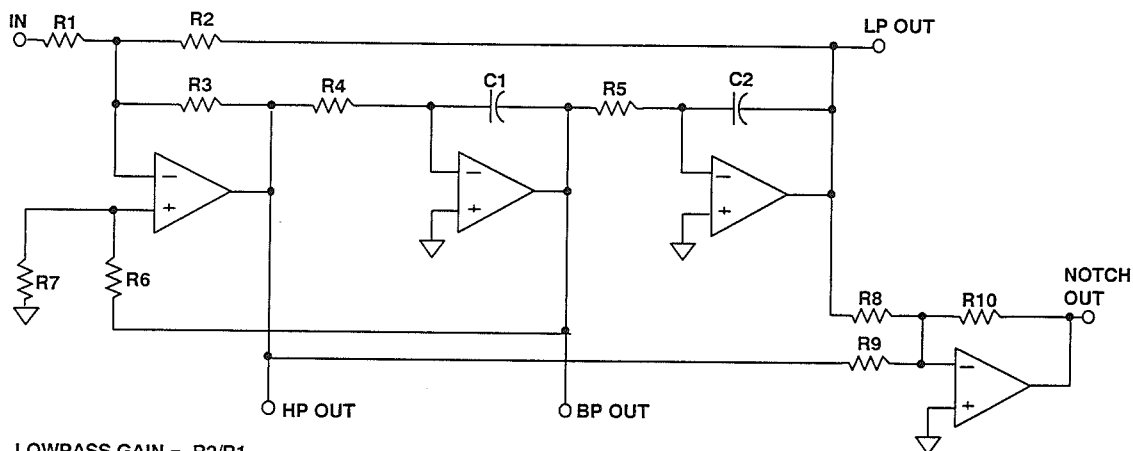 IN
R1
R2
LP OUT
R3
R4
C1
R5
C2
−
+
−
+
−
+
R7
R6
R8
R10
NOTCH
OUT
R9
−
+
HP OUT
BP OUT
LOWPASS GAIN = R2/R1